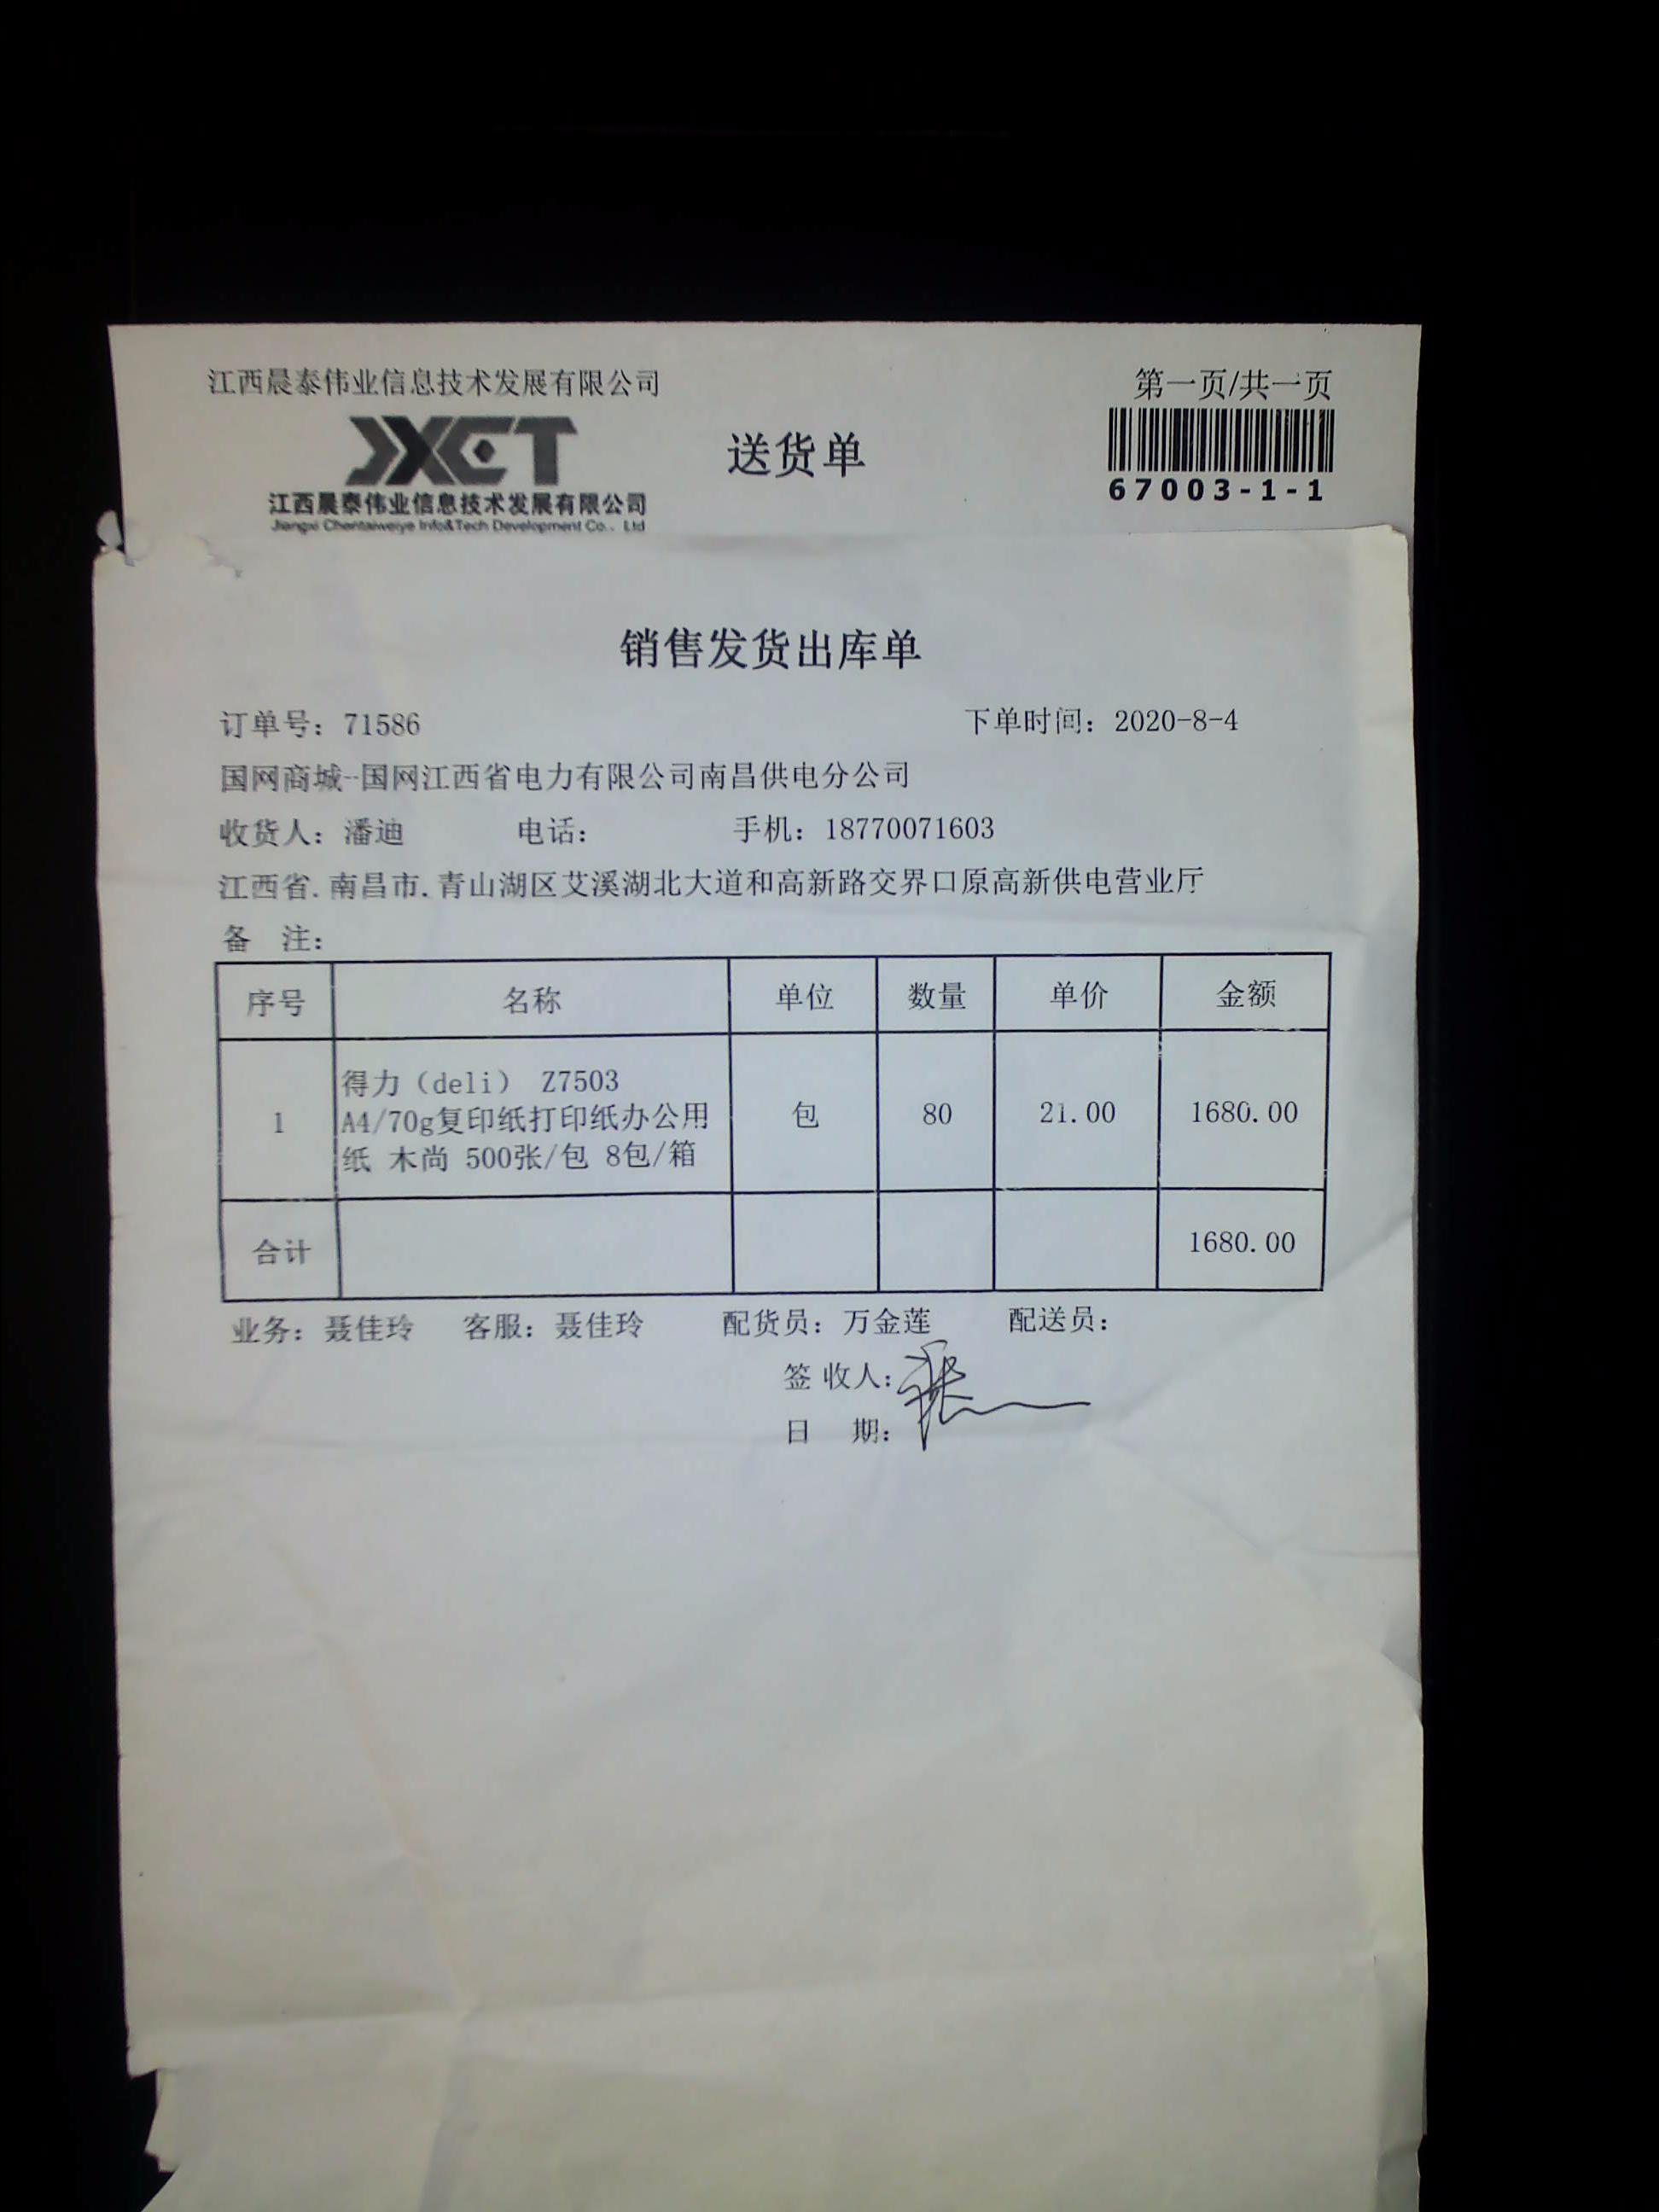 江西晨泰伟业信息技术发展有限公司
第一页/共一页
JXCT
送货单
江西晨泰伟业信息技术发展有限公司
Jiangxi Chentaiweiye Info&Tech Development Co., Ltd
67003-1-1
销售发货出库单
订单号: 71586 下单时间: 2020-8-4
国网商城-国网江西省电力有限公司南昌供电分公司
收货人: 潘迪 电话: 手机: 18770071603
江西省.南昌市.青山湖区艾溪湖北大道和高新路交界口原高新供电营业厅
备 注:
序号 名称 单位 数量 单价 金额
得力（deli） Z7503
1 A4/70g复印纸打印纸办公用 包 80 21.00 1680.00
纸 木尚 500张/包 8包/箱
合计 1680.00
业务: 聂佳玲 客服: 聂佳玲 配货员: 万金莲 配送员:
签收人:
日 期: